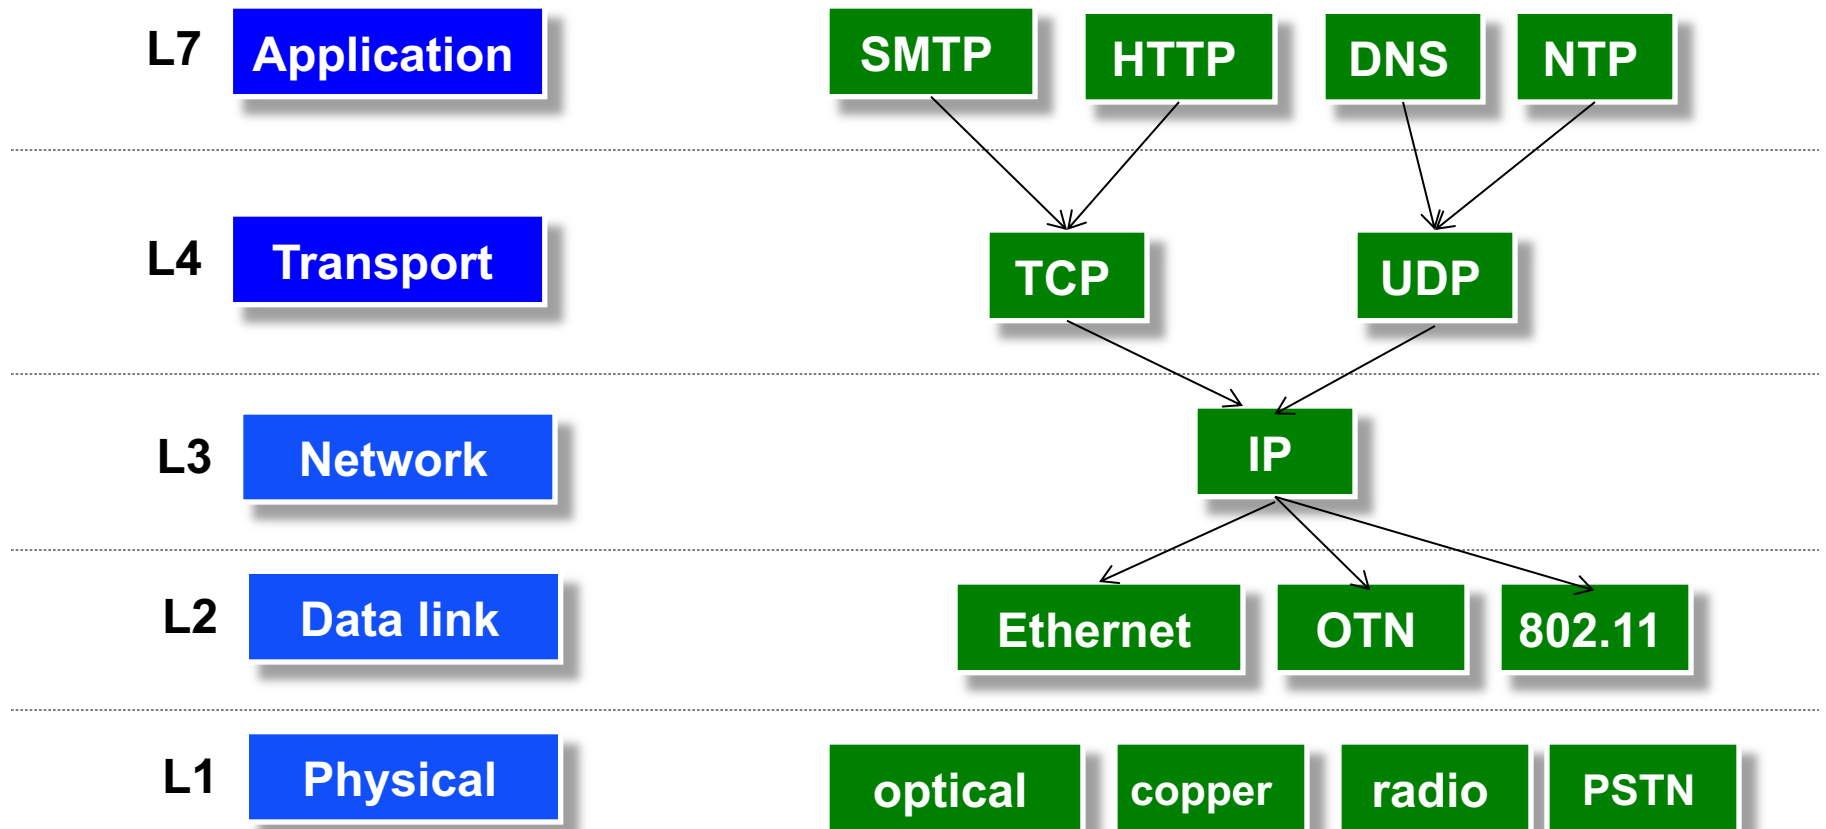 L7 Application SMTP HTTP DNS NTP
L4 Transport TCP UDP
L3 Network IP
L2 Data link Ethernet OTN 802.11
L1 Physical optical copper radio PSTN